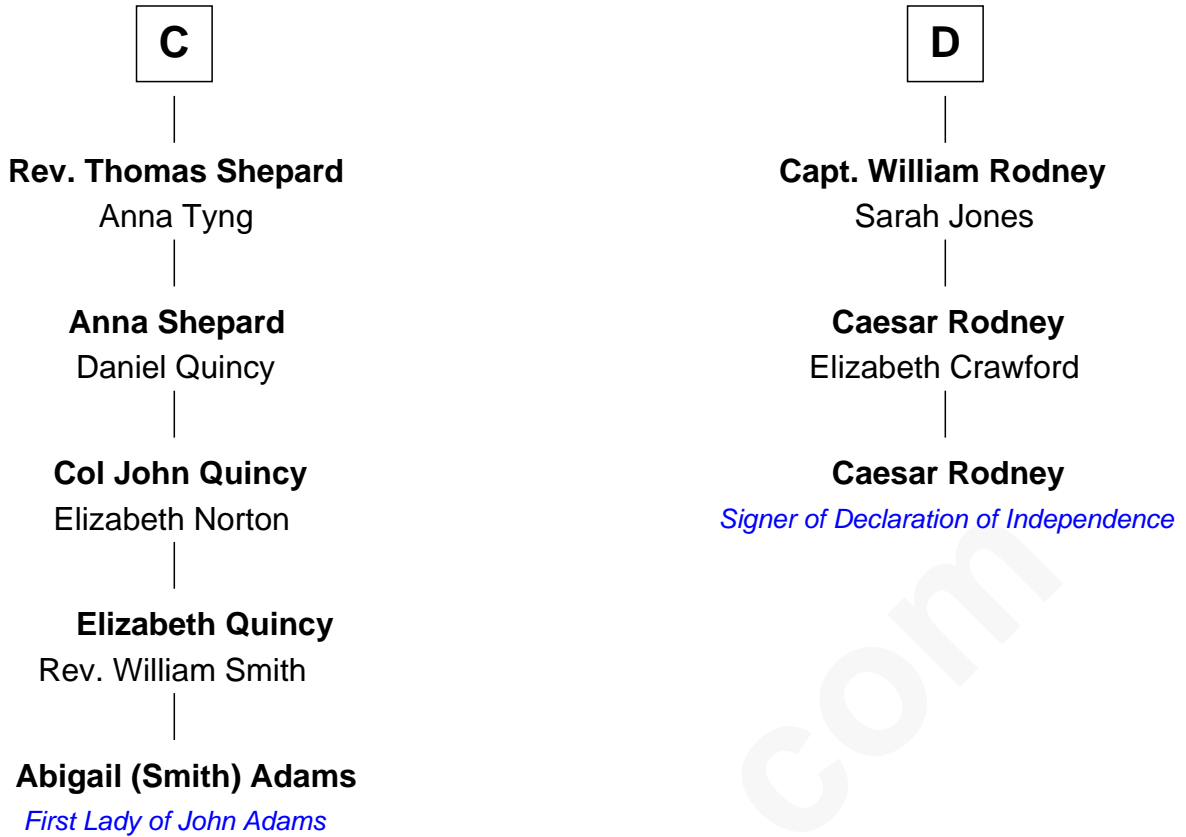 C
Rev. Thomas Shepard
Anna Tyng
Anna Shepard
Daniel Quincy
Col John Quincy
Elizabeth Norton
Elizabeth Quincy
Rev. William Smith
Abigail (Smith) Adams
First Lady of John Adams
D
Capt. William Rodney
Sarah Jones
Caesar Rodney
Elizabeth Crawford
Caesar Rodney
Signer of Declaration of Independence
com